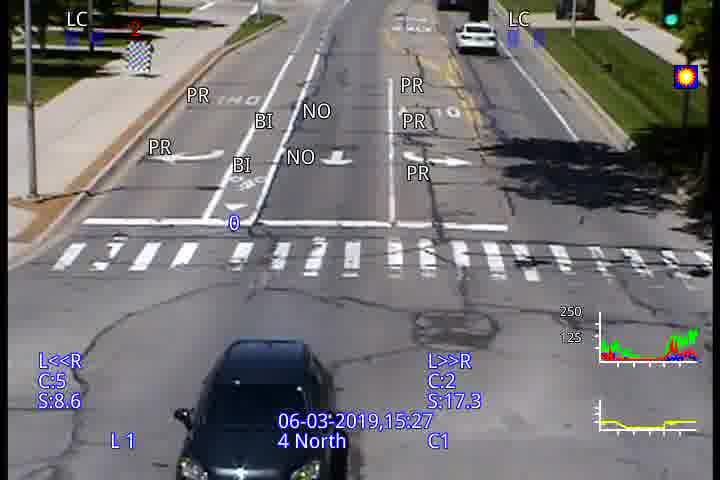 LC
LC
2
PR
PR
BI
NO
PR
PR
BI
NO
PR
0
250
125
L<<R
C:5
S:8.6
L>>R
C:2
S:17.3
06-03-2019,15:27
L 1
4 North
C1
ONLY